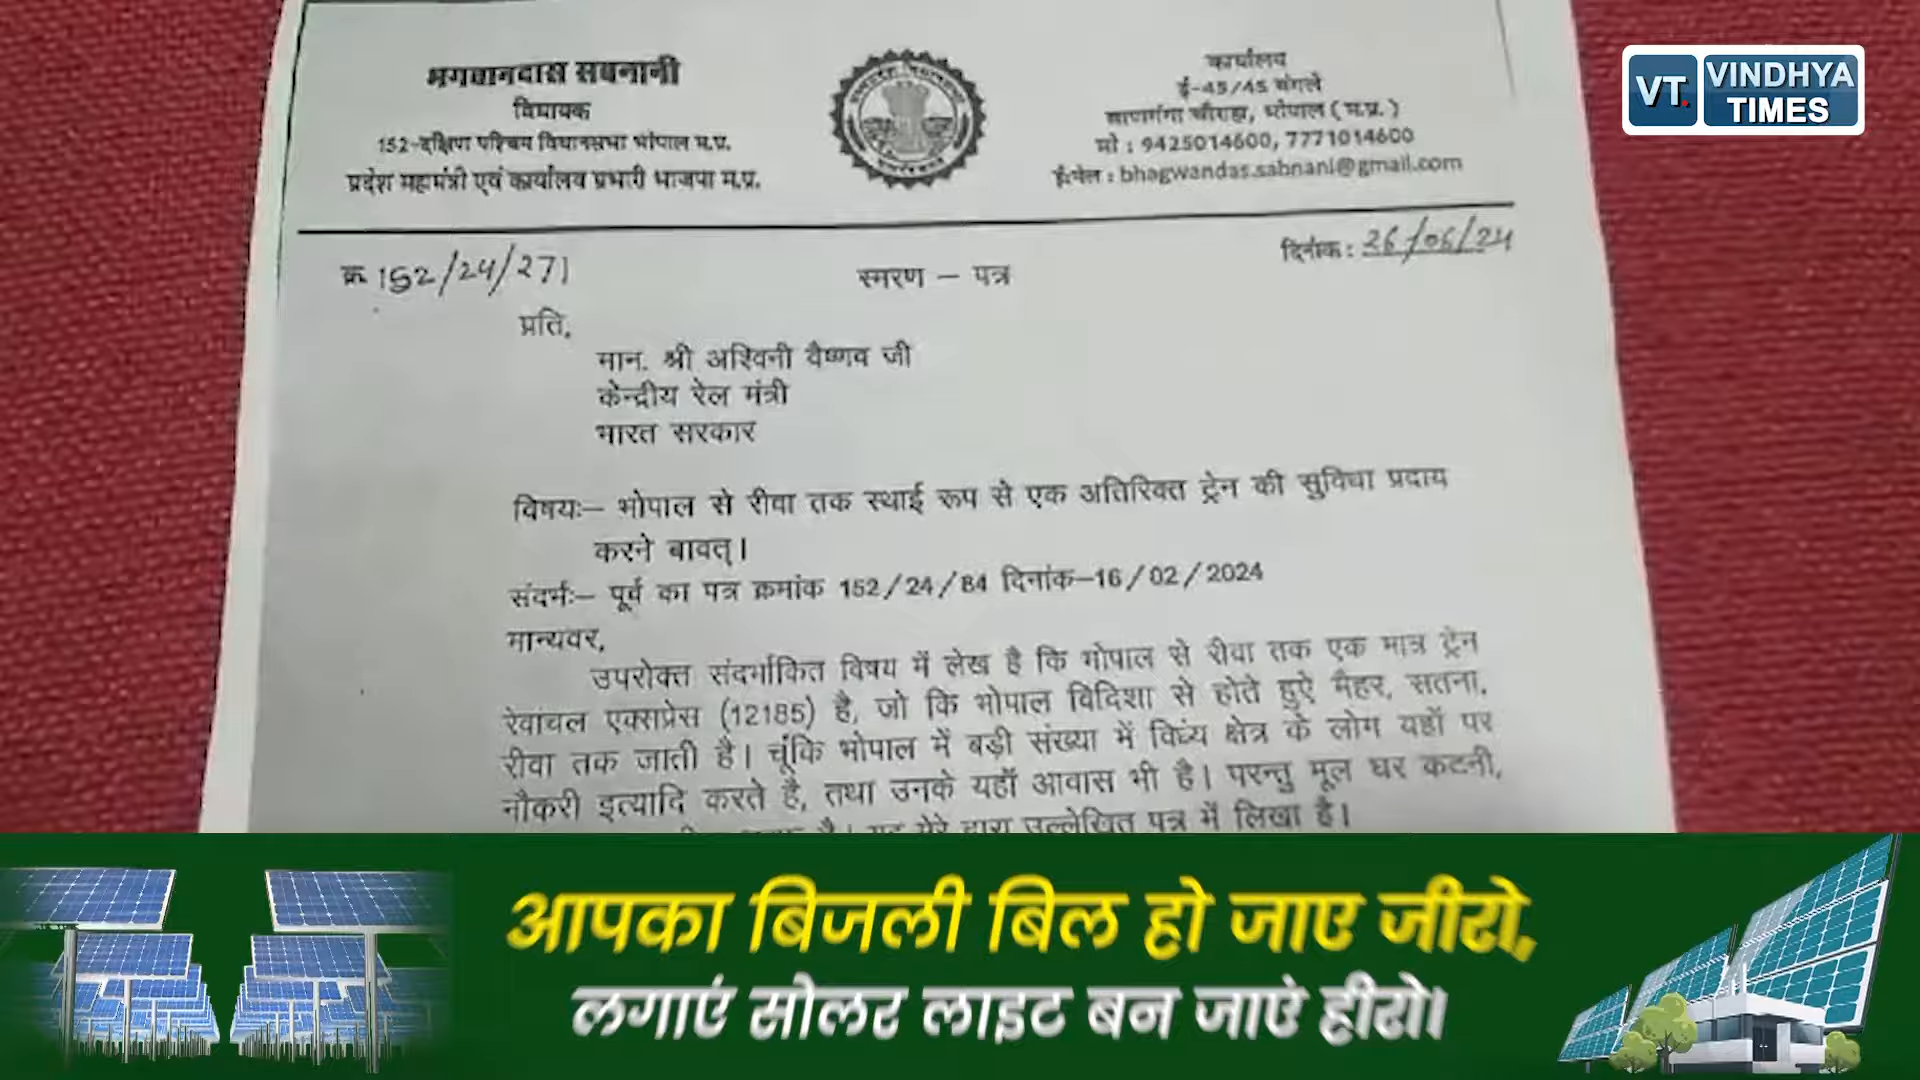 भगवानदास सबनानी
विधायक
152-दक्षिण पश्चिम विधानसभा भोपाल म.प्र.
प्रदेश महामंत्री एवं कार्यालय प्रभारी भाजपा म.प्र.
कार्यालय
ई-45/45 बंगले
बाणगंगा चौराहा, भोपाल (म.प्र.)
मो : 9425014600, 7771014600
ई-मेल : bhagwandas.sabnani@gmail.com
VT. VINDHYA
TIMES
क्र 152/24/271
स्मरण – पत्र
दिनांक : 26/06/24
प्रति,
मान. श्री अश्विनी वैष्णव जी
केन्द्रीय रेल मंत्री
भारत सरकार
विषयः– भोपाल से रीवा तक स्थाई रूप से एक अतिरिक्त ट्रेन की सुविधा प्रदाय
करने बावत्।
संदर्भः– पूर्व का पत्र क्रमांक 152/24/84 दिनांक–16/02/2024
मान्यवर,
उपरोक्त संदर्भाकित विषय में लेख है कि भोपाल से रीवा तक एक मात्र ट्रेन
रेवांचल एक्सप्रेस (12185) है, जो कि भोपाल विदिशा से होते हुऐ मैहर, सतना,
रीवा तक जाती है। चूंकि भोपाल में बड़ी संख्या में विंध्य क्षेत्र के लोग यहॉ पर
नौकरी इत्यादि करते है, तथा उनके यहॉ आवास भी है। परन्तु मूल घर कटनी,
है। यह मेरे द्वारा उल्लेखित पत्र में लिखा है।
आपका बिजली बिल हो जाए जीरो,
लगाएं सोलर लाइट बन जाएं हीरो।